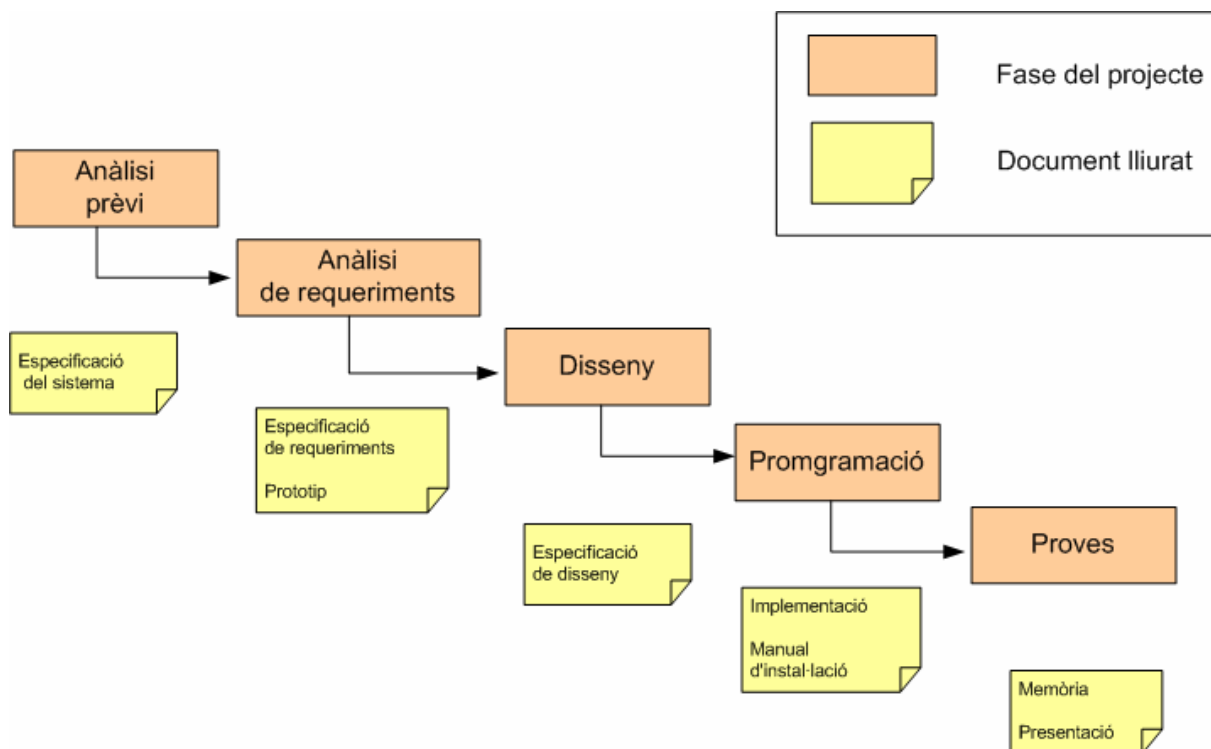 Fase del projecte
Document lliurat
Anàlisi
prèvi
Anàlisi
de requeriments
Especificació
del sistema
Disseny
Especificació
de requeriments
Prototip
Promgramació
Especificació
de disseny
Proves
Implementació
Manual
d'instal·lació
Memòria
Presentació